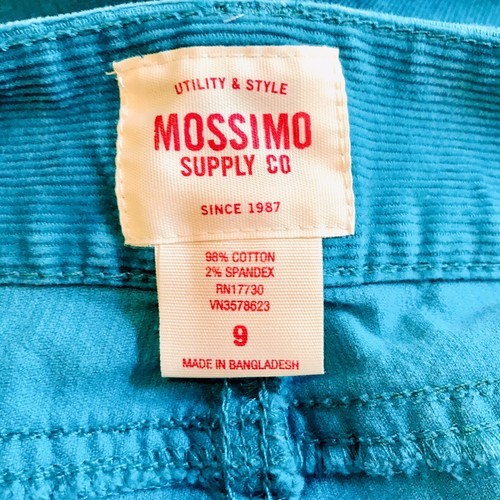 UTILITY & STYLE
MOSSIMO
SUPPLY CO
SINCE 1987
98% COTTON
2% SPANDEX
RN17730
VN3578623
9
MADE IN BANGLADESH